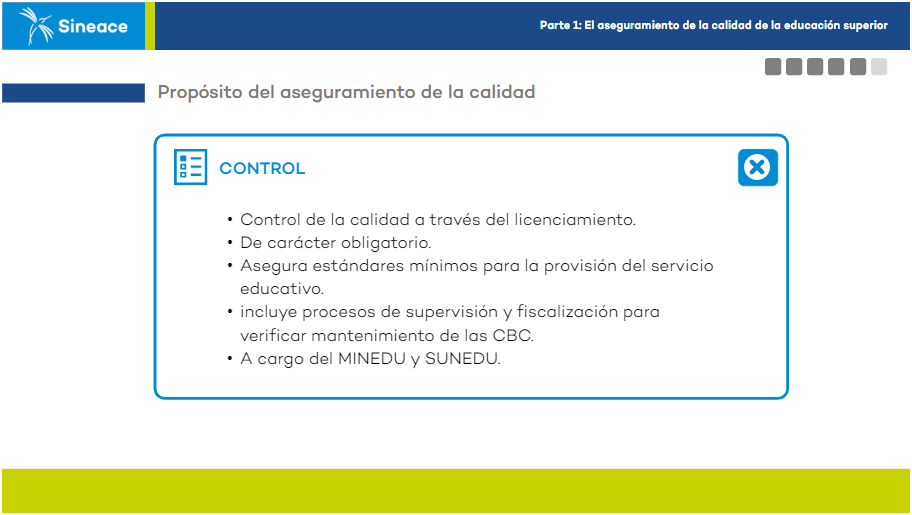 Sineace
Parte 1: El aseguramiento de la calidad de la educación superior
Propósito del aseguramiento de la calidad
CONTROL
• Control de la calidad a través del licenciamiento.
• De carácter obligatorio.
• Asegura estándares mínimos para la provisión del servicio
educativo.
• incluye procesos de supervisión y fiscalización para
verificar mantenimiento de las CBC.
• A cargo del MINEDU y SUNEDU.